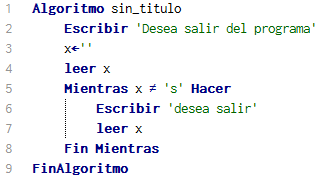 1 Algoritmo sin_titulo
2 Escribir 'Desea salir del programa'
3 x←''
4 leer x
5 Mientras x ≠ 's' Hacer
6 Escribir 'desea salir'
7 leer x
8 Fin Mientras
9 FinAlgoritmo